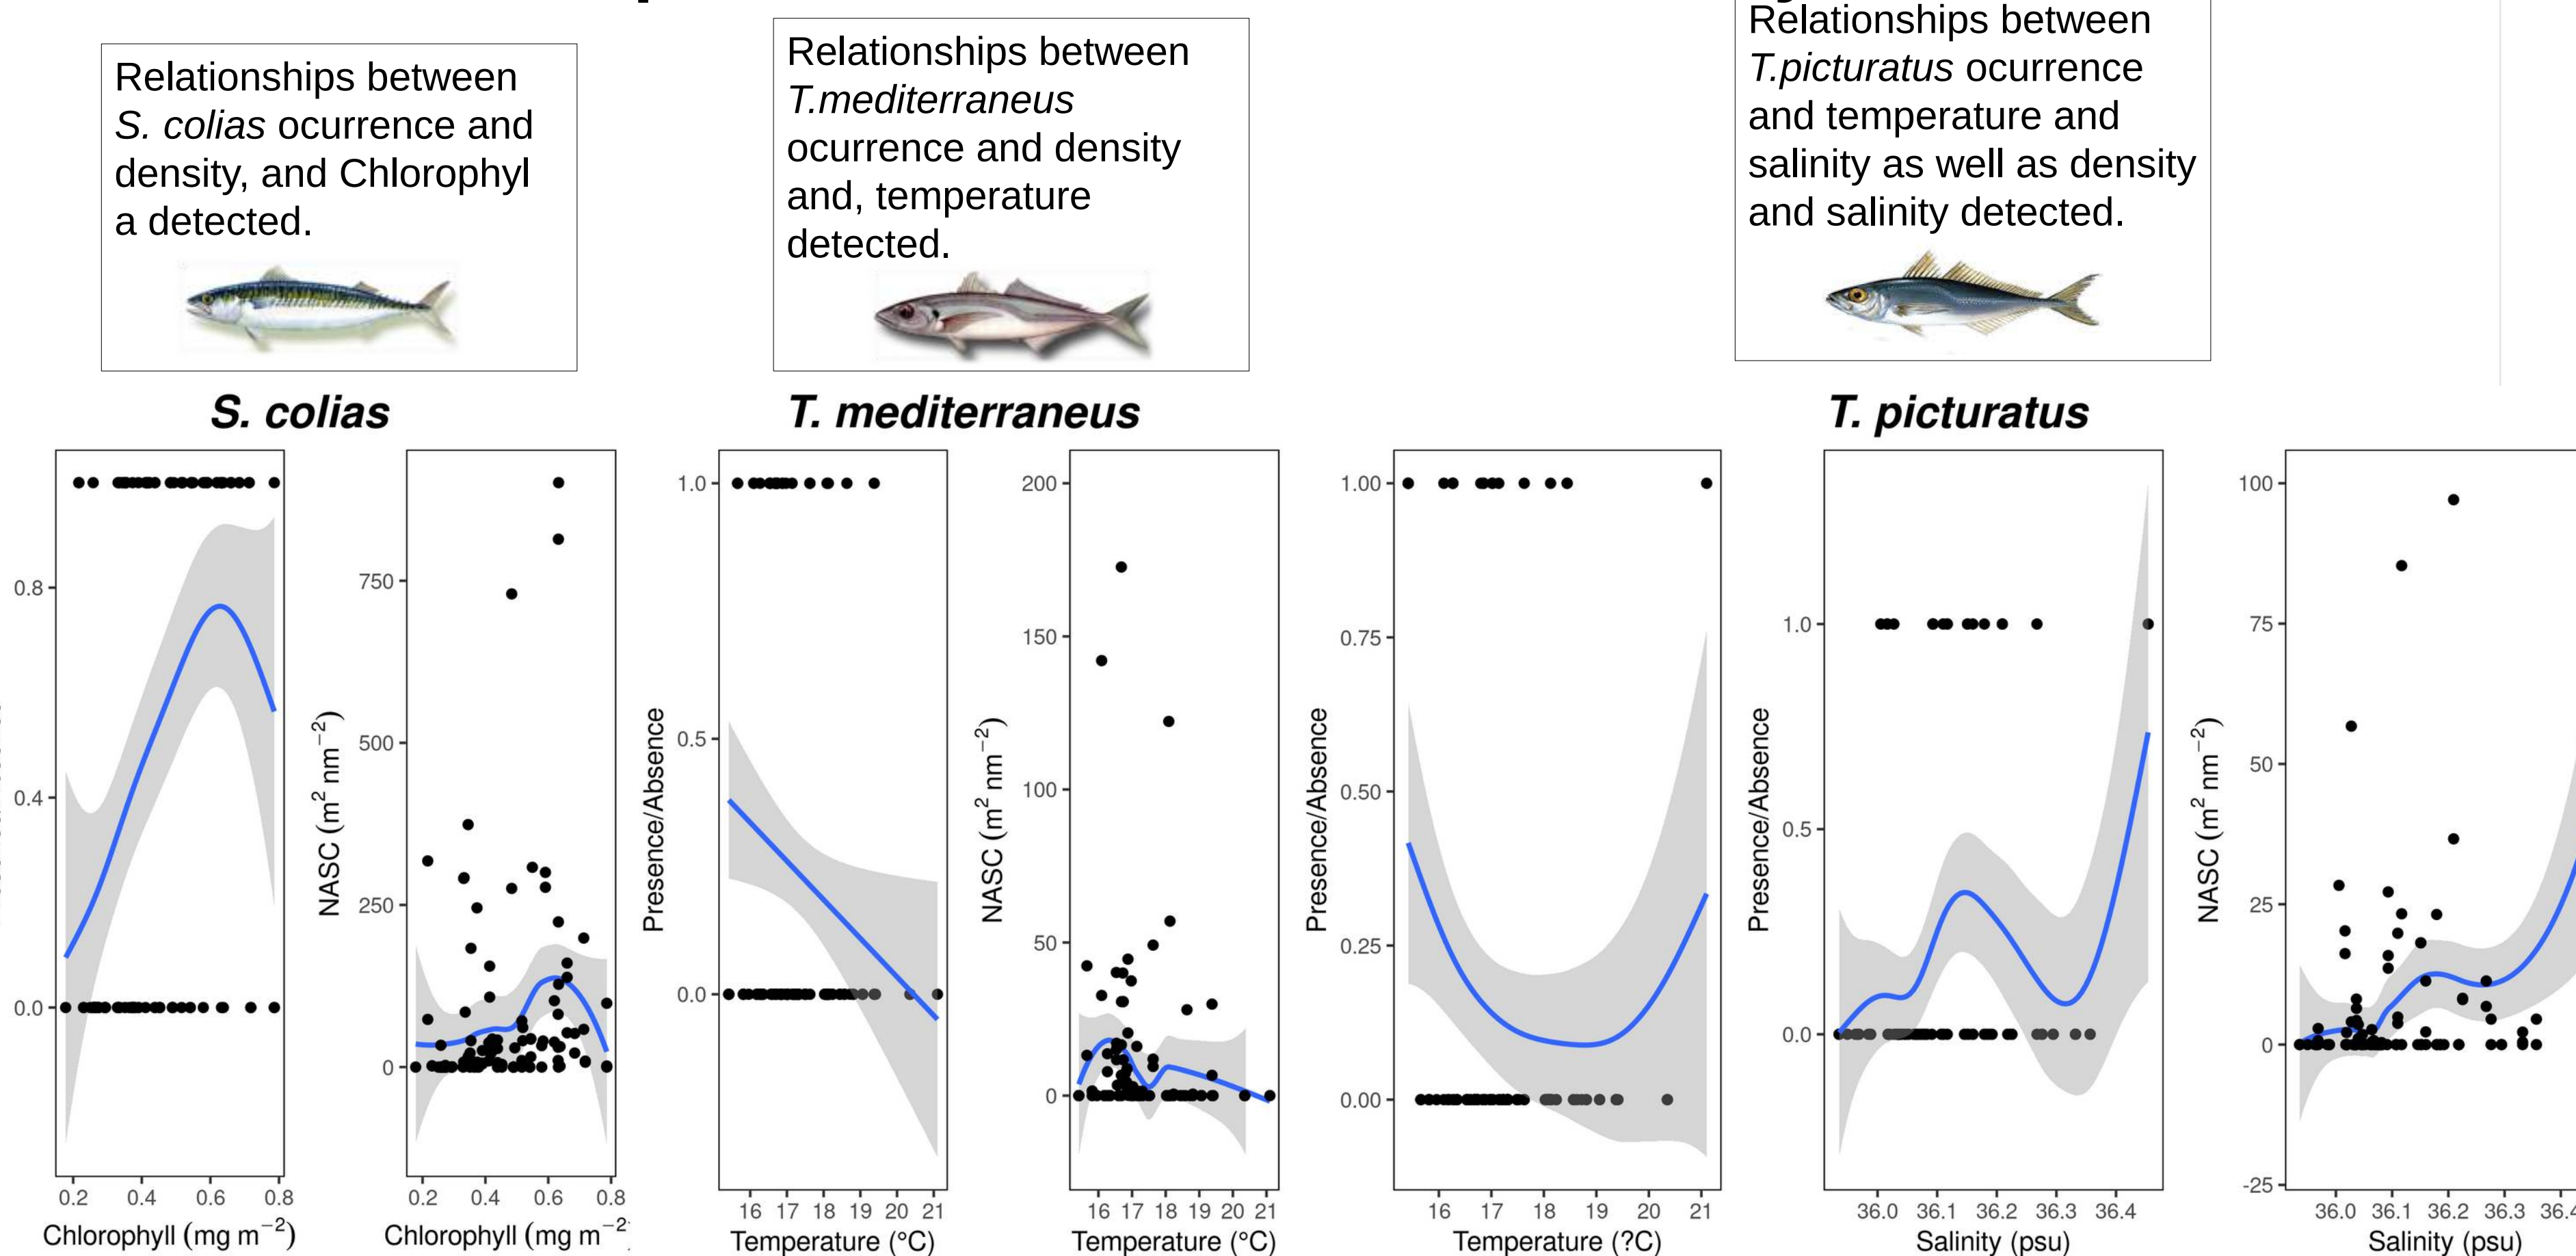 Relationships between
S. colias ocurrence and
density, and Chlorophyl
a detected.
Relationships between
T.mediterraneus
ocurrence and density
and, temperature
detected.
Relationships between
T.picturatus ocurrence
and temperature and
salinity as well as density
and salinity detected.
S. colias
T. mediterraneus
T. picturatus
0.8
0.4
0.0
0.2 0.4 0.6 0.8
Chlorophyll (mg m⁻²)
NASC (m² nm⁻²)
750
500
250
0
0.2 0.4 0.6 0.8
Chlorophyll (mg m⁻²
Presence/Absence
1.0
0.5
0.0
16 17 18 19 20 21
Temperature (°C)
NASC (m² nm⁻²)
200
150
100
50
0
16 17 18 19 20 21
Temperature (°C)
Presence/Absence
1.00
0.75
0.50
0.25
0.00
16 17 18 19 20 21
Temperature (?C)
Presence/Absence
1.0
0.5
0.0
36.0 36.1 36.2 36.3 36.4
Salinity (psu)
NASC (m² nm⁻²)
100
75
50
25
0
-25
36.0 36.1 36.2 36.3 36.4
Salinity (psu)